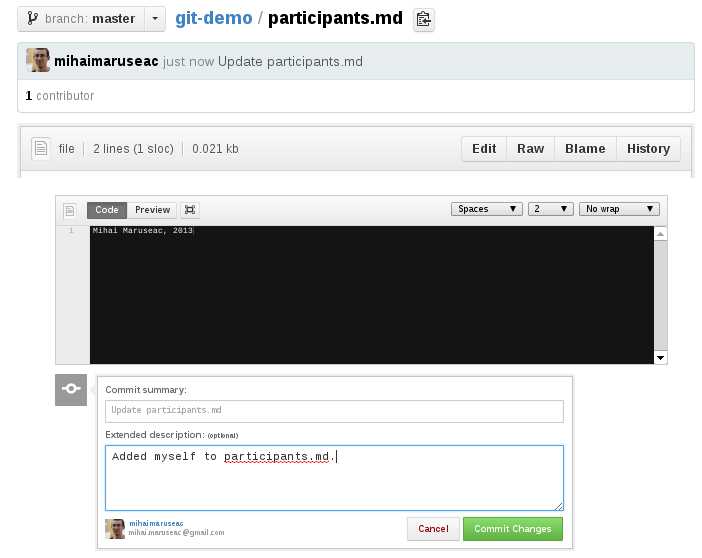 branch: master git-demo / participants.md
mihaimaruseac just now Update participants.md
1 contributor
file 2 lines (1 sloc) 0.021 kb Edit Raw Blame History
Code Preview Spaces 2 No wrap
1 Mihai Maruseac, 2013
Commit summary:
Update participants.md
Extended description: (optional)
Added myself to participants.md.
mihaimaruseac
mihai.maruseac@gmail.com
Cancel Commit Changes